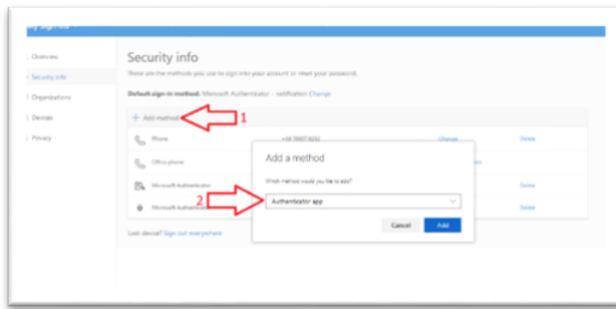 Overview
Security info
Organizations
Devices
Privacy
Security info
These are the methods you use to sign into your account or reset your password.
Default sign-in method: Microsoft Authenticator - notification Change
+ Add method
1
Phone
Change
Delete
Office phone
Microsoft Authenticator
Delete
Microsoft Authenticator
Delete
Add a method
Which method would you like to add?
2
Authenticator app
Cancel
Add
Lost device? Sign out everywhere